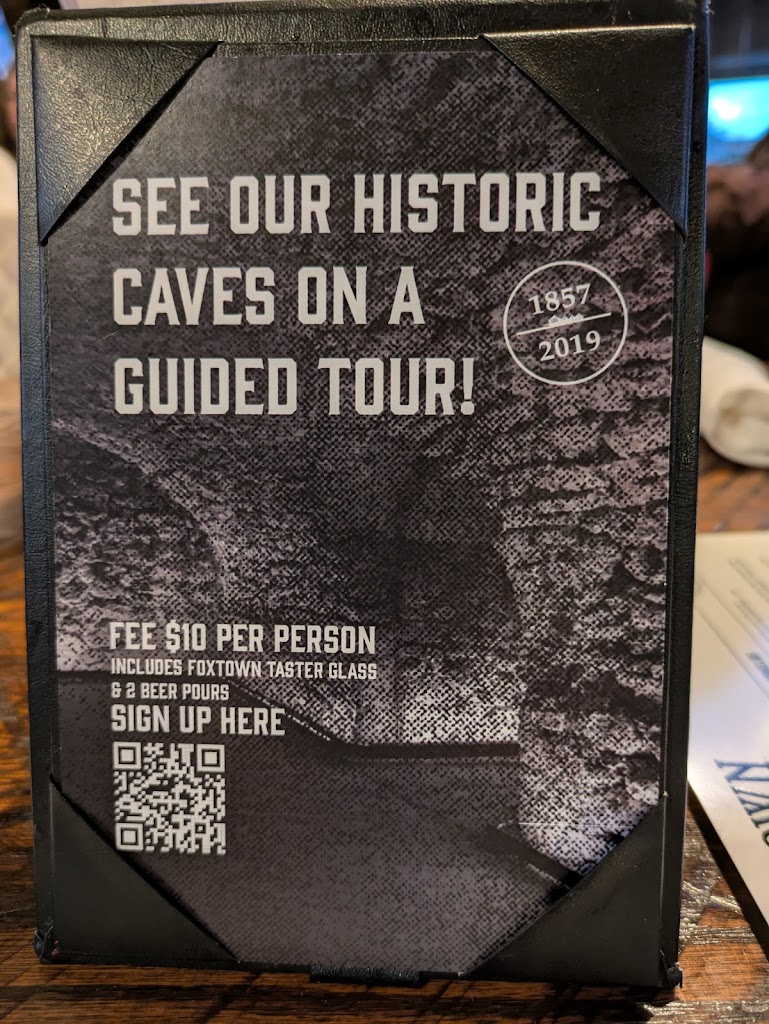 SEE OUR HISTORIC
CAVES ON A
GUIDED TOUR!
1857
2019
FEE $10 PER PERSON
INCLUDES FOXTOWN TASTER GLASS
& 2 BEER POURS
SIGN UP HERE